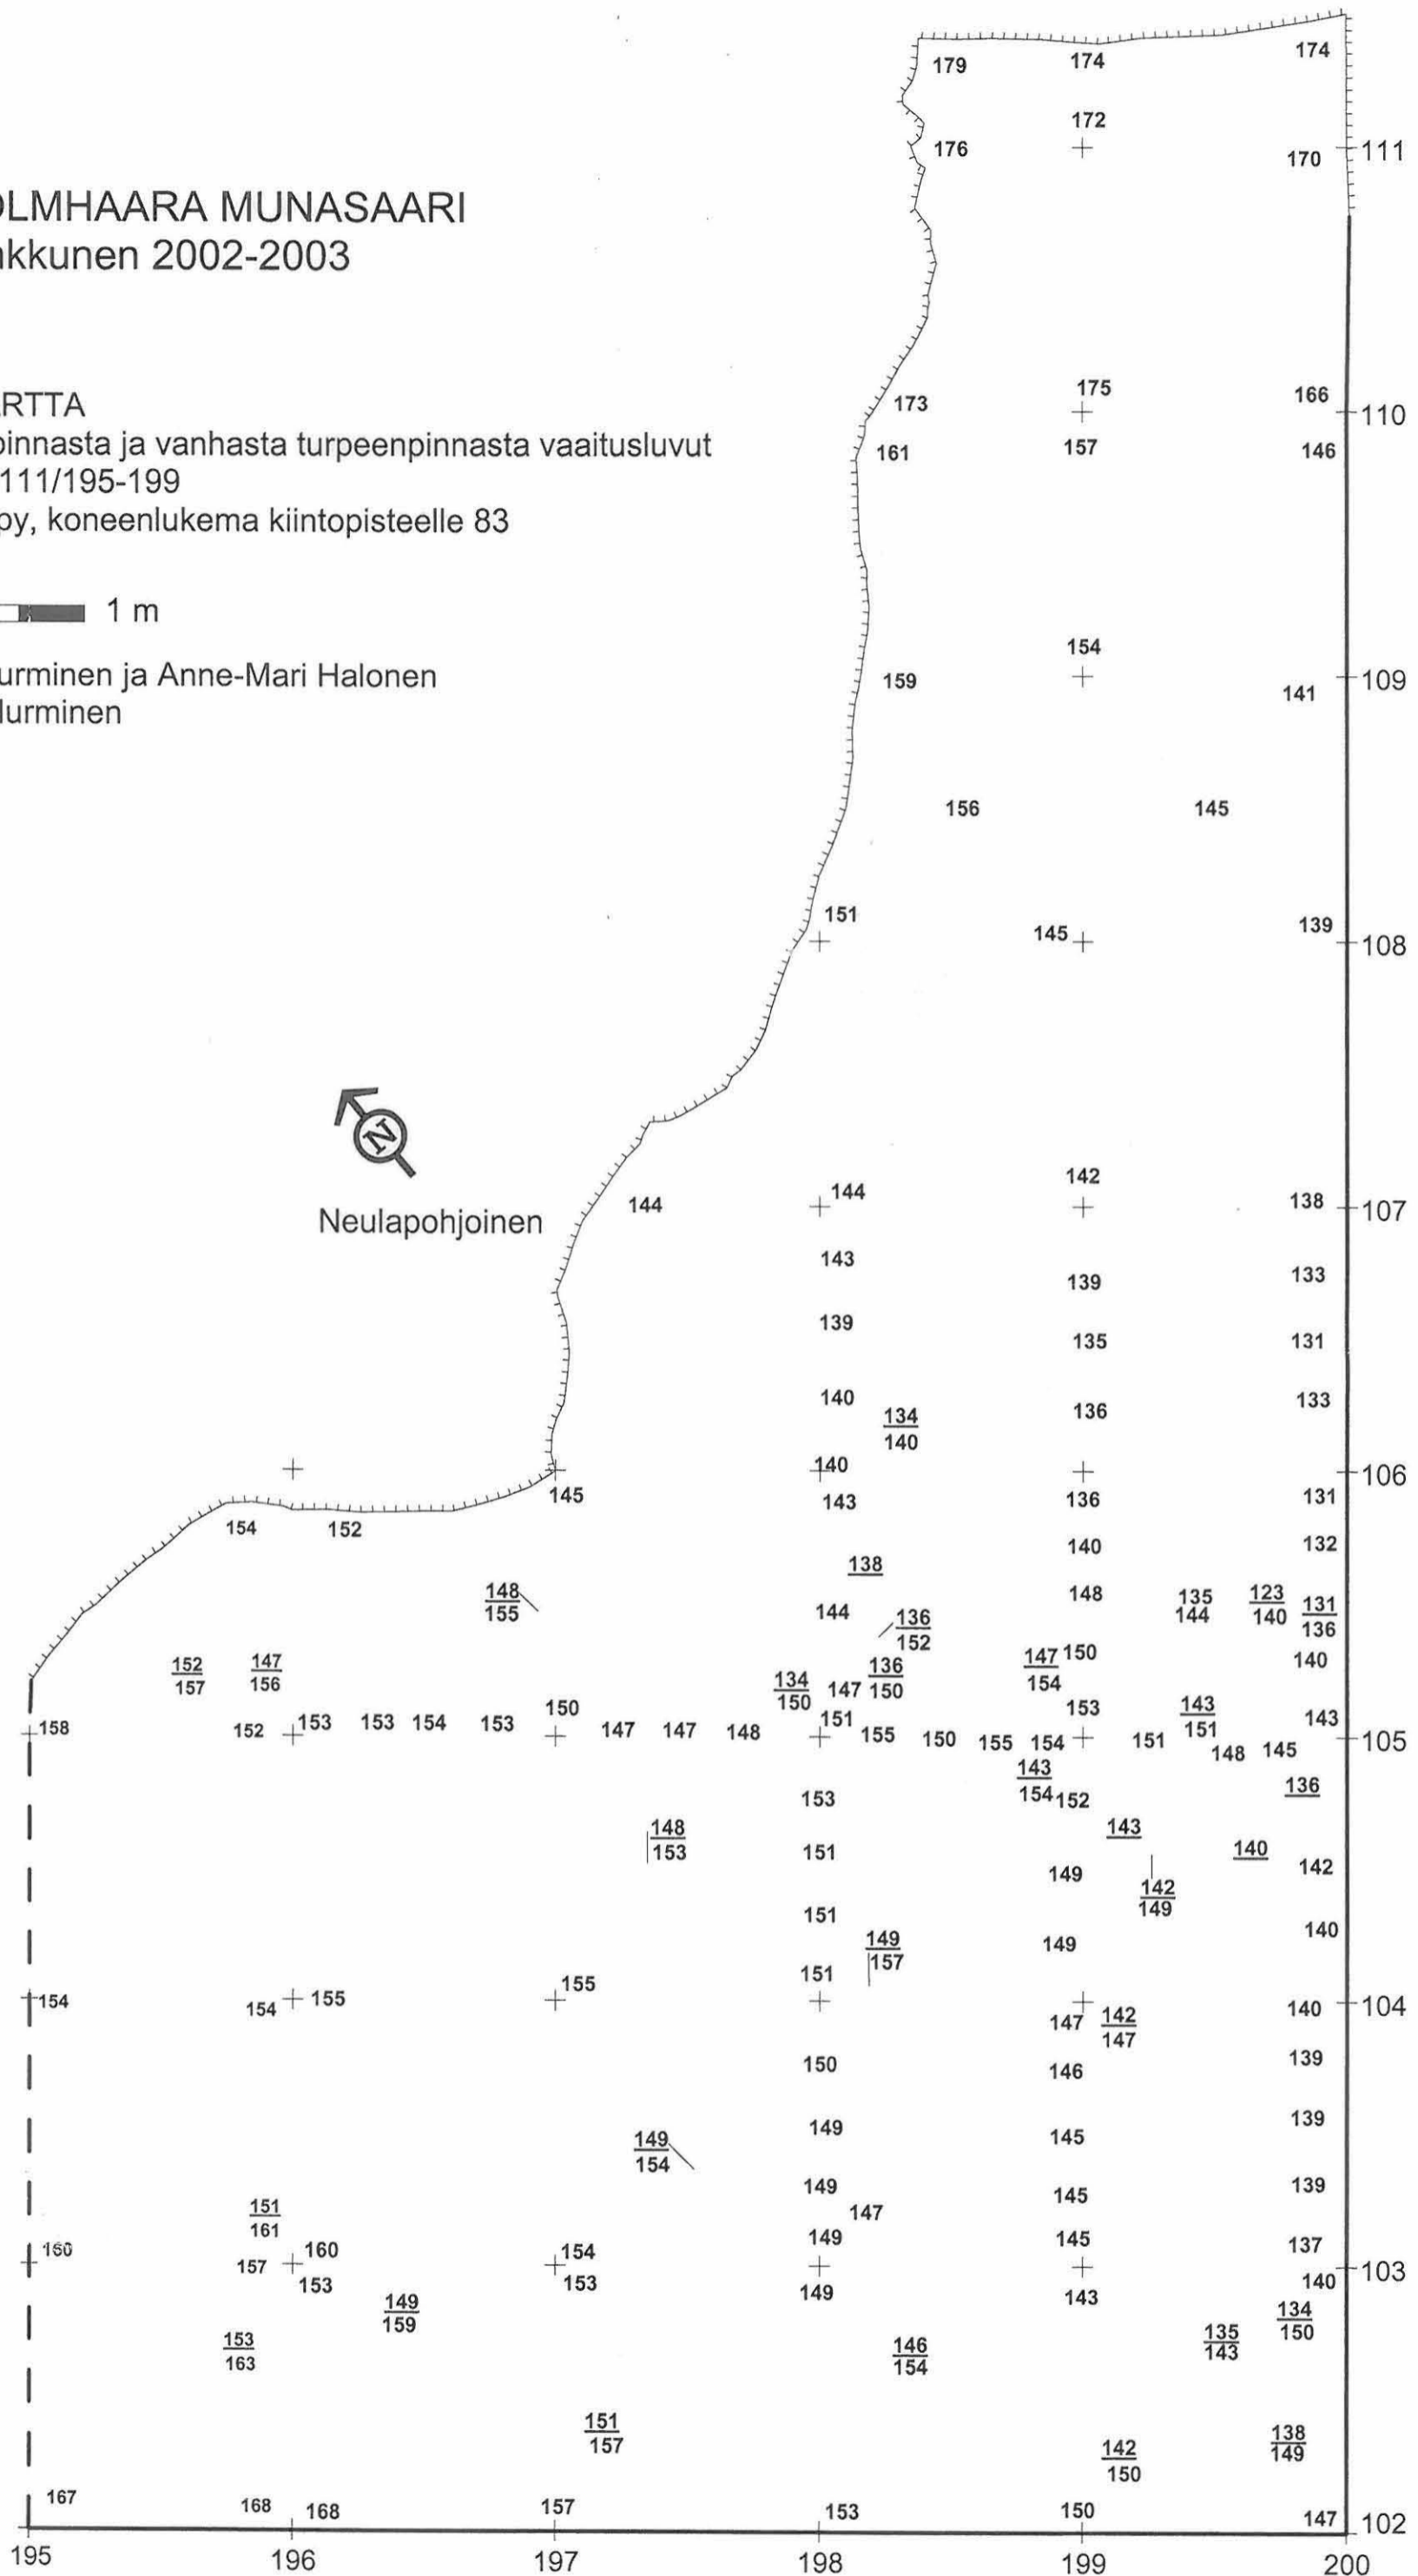 179 174 174
172
176 170 111
OLMHAARA MUNASAARI
nkkunen 2002-2003
ARTTA
pinnasta ja vanhasta turpeenpinnasta vaaitusluvut
111/195-199
py, koneenlukema kiintopisteelle 83
1 m
urminen ja Anne-Mari Halonen
Nurminen
175 166
173 110
161 157 146
154
159 141 109
156 145
151 145 139 108
N
Neulapohjoinen
144 144 142 138 107
143 139 133
139 135 131
140 134 136 133
140
140 106
145 143 136 131
154 152 140 132
138
148 144 136 148 135 123 131
155 152 144 140 136
152 147 134 136 147 150 140
157 156 150 147 150 154 143
158 152 153 153 154 153 150 147 147 148 151 155 150 155 154 153 151 151 148 145 143 105
143 136
153 154 152
148 143 140
153 151 149 142 142
149
151 149 149 140
157
151
154 154 155 155 140 104
147 142
147
150 146 139
149 149 145 139
154
151 149 147 145 139
161
160 157 160 154 149 145 137 103
153 153 149 143 140
149 134
159 150
153 146 135
163 154 143
151 138
157 149
142
150
167 168 168 157 153 150 147 102
195 196 197 198 199 200